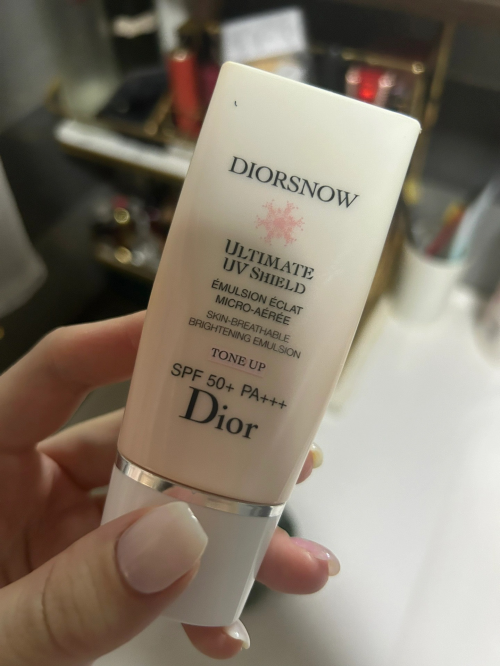 DIORSNOW
ULTIMATE
UV SHIELD
ÉMULSION ÉCLAT
MICRO-AÉRÉE
SKIN-BREATHABLE
BRIGHTENING EMULSION
TONE UP
SPF 50+ PA+++
Dior